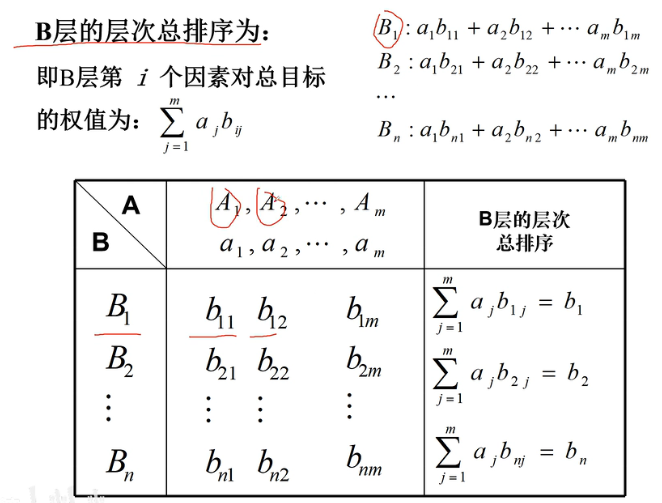 B层的层次总排序为:
即B层第 i 个因素对总目标
的权值为: $\sum_{j=1}^{m} a_j b_{ij}$
$B_1 : a_1 b_{11} + a_2 b_{12} + \cdots a_m b_{1m}$
$B_2 : a_1 b_{21} + a_2 b_{22} + \cdots a_m b_{2m}$
…
$B_n : a_1 b_{n1} + a_2 b_{n2} + \cdots a_m b_{nm}$
A
B
$A_1 , A_2 , \cdots , A_m$
$a_1 , a_2 , \cdots , a_m$
B层的层次
总排序
$B_1$ $b_{11}$ $b_{12}$ $b_{1m}$ $\sum_{j=1}^{m} a_j b_{1j} = b_1$
$B_2$ $b_{21}$ $b_{22}$ $b_{2m}$ $\sum_{j=1}^{m} a_j b_{2j} = b_2$
⋮ ⋮ ⋮ ⋮
$B_n$ $b_{n1}$ $b_{n2}$ $b_{nm}$ $\sum_{j=1}^{m} a_j b_{nj} = b_n$